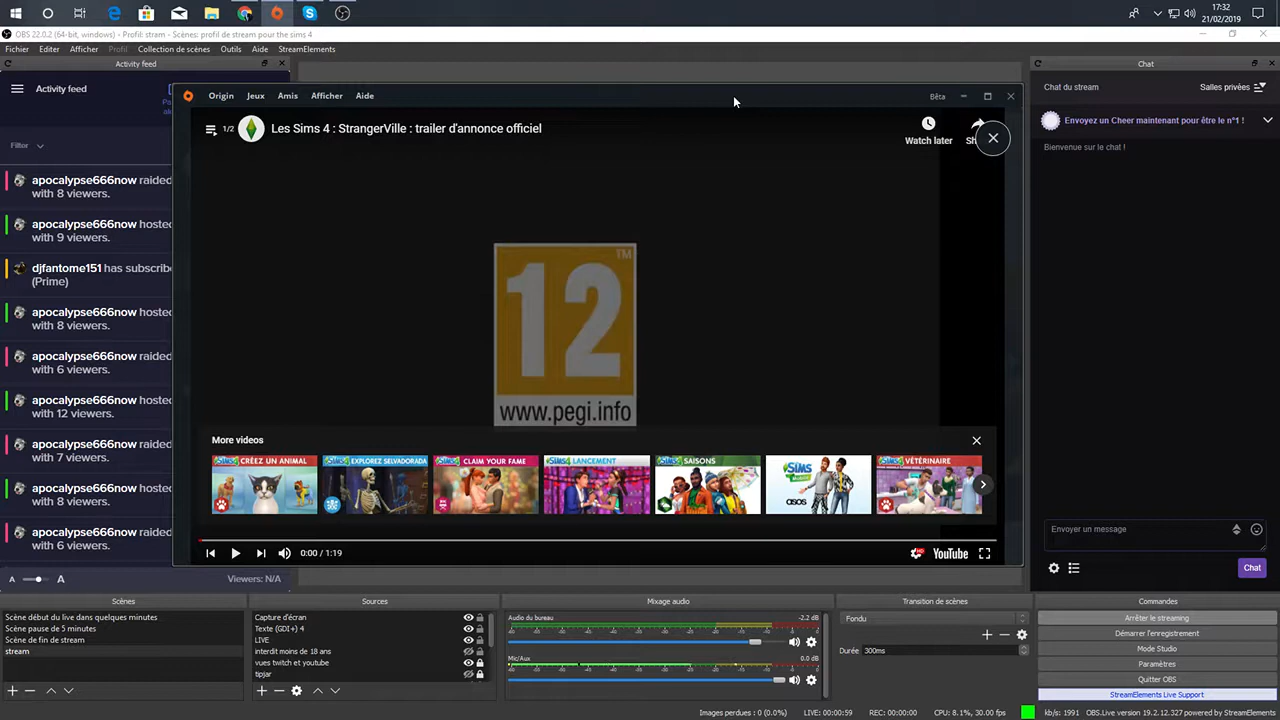 17:32
21/02/2019
OBS 22.0.2 (64-bit, windows) - Profil: stram - Scènes: profil de stream pour the sims 4
Fichier Editer Afficher Profil Collection de scènes Outils Aide StreamElements
Activity feed
Chat
Activity feed
Chat du stream
Salles privées
Envoyez un Cheer maintenant pour être le n°1 !
Bienvenue sur le chat !
Filter
apocalypse666now raided
with 8 viewers.
apocalypse666now hosted
with 9 viewers.
djfantome151 has subscribe
(Prime)
apocalypse666now hosted
with 8 viewers.
apocalypse666now raided
with 6 viewers.
apocalypse666now hosted
with 12 viewers.
apocalypse666now raided
with 7 viewers.
apocalypse666now hosted
with 8 viewers.
apocalypse666now raided
with 6 viewers.
A A
Viewers: N/A
Origin Jeux Amis Afficher Aide
Bêta
1/2
Les Sims 4 : StrangerVille : trailer d'annonce officiel
Watch later
Sh
12
TM
www.pegi.info
More videos
CRÉEZ UN ANIMAL
EXPLOREZ SELVADORADA
CLAIM YOUR FAME
LANCEMENT
SAISONS
SIMS
asos
VÉTÉRINAIRE
0:00 / 1:19
HD
YouTube
Envoyer un message
Chat
Scènes
Scène début du live dans quelques minutes
Scène pause de 5 minutes
Scène de fin de stream
stream
Sources
Capture d'écran
Texte (GDI+) 4
LIVE
interdit moins de 18 ans
vues twitch et youtube
tipjar
Mixage audio
Audio du bureau
-2.2 dB
Mic/Aux
0.0 dB
Transition de scènes
Fondu
Durée 300ms
Commandes
Arrêter le streaming
Démarrer l'enregistrement
Mode Studio
Paramètres
Quitter OBS
StreamElements Live Support
Images perdues : 0 (0.0%) LIVE: 00:00:59 REC: 00:00:00 CPU: 8.1%, 30.00 fps kb/s: 1991 OBS.Live version 19.2.12.327 powered by StreamElements